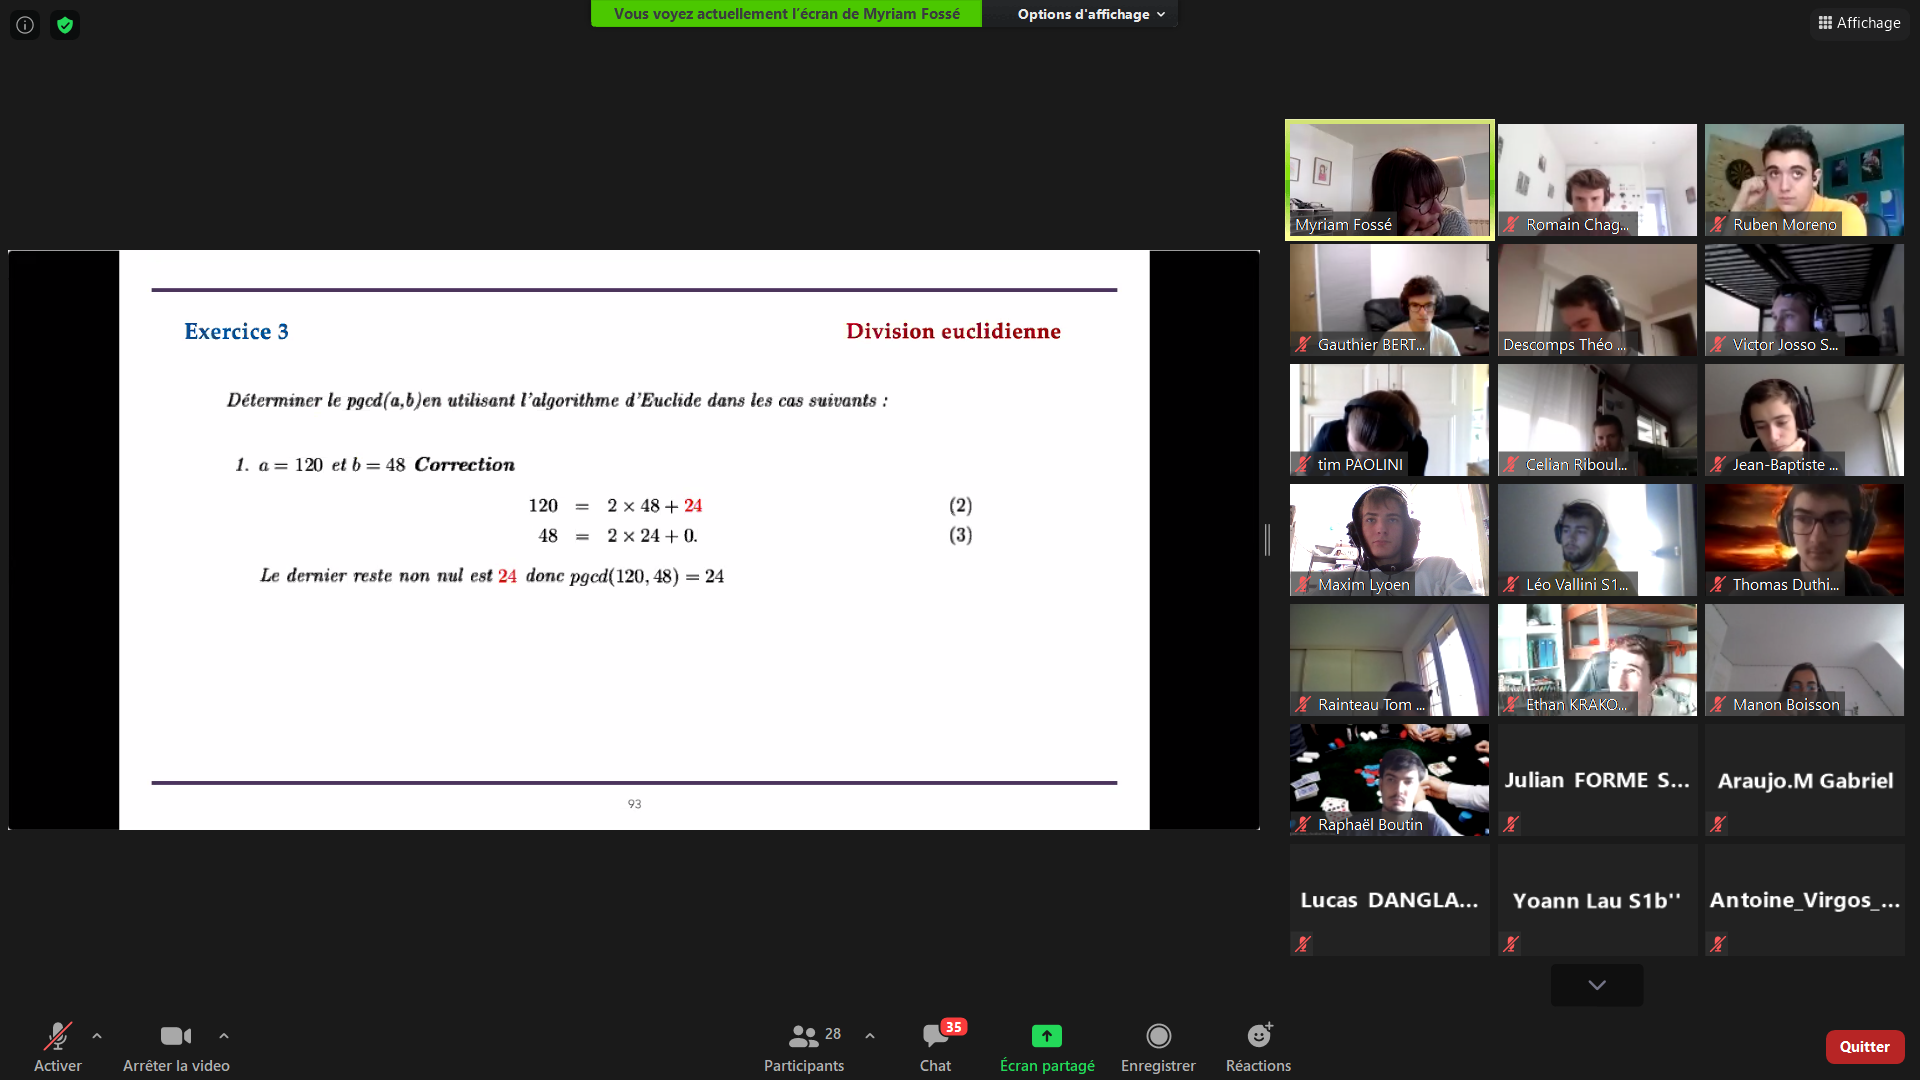 Vous voyez actuellement l'écran de Myriam Fossé
Options d'affichage
Affichage
Exercice 3
Division euclidienne
Déterminer le pgcd(a,b)en utilisant l'algorithme d'Euclide dans les cas suivants :
1. a = 120 et b = 48 Correction
120 = 2 × 48 + 24 (2)
48 = 2 × 24 + 0. (3)
Le dernier reste non nul est 24 donc pgcd(120, 48) = 24
93
Myriam Fossé
Romain Chag...
Ruben Moreno
Gauthier BERT...
Descomps Théo ...
Victor Josso S...
tim PAOLINI
Celian Riboul...
Jean-Baptiste ...
Maxim Lyoen
Léo Vallini S1...
Thomas Duthi...
Rainteau Tom ...
Ethan KRAKO...
Manon Boisson
Raphaël Boutin
Julian FORME S...
Araujo.M Gabriel
Lucas DANGLA...
Yoann Lau S1b''
Antoine_Virgos_...
Activer
Arrêter la video
28
Participants
35
Chat
Écran partagé
Enregistrer
Réactions
Quitter